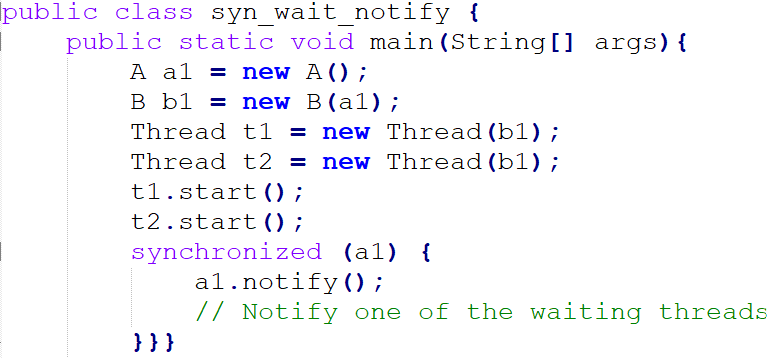 public class syn_wait_notify {
    public static void main(String[] args){
        A a1 = new A();
        B b1 = new B(a1);
        Thread t1 = new Thread(b1);
        Thread t2 = new Thread(b1);
        t1.start();
        t2.start();
        synchronized (a1) {
            a1.notify();
            // Notify one of the waiting threads
        }}}